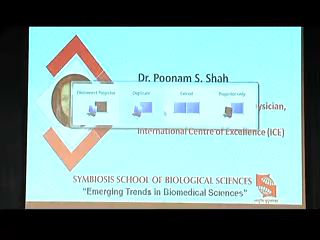 Dr. Poonam S. Shah
Disconnect Projector Duplicate Extend Projector only
ysician,
International Centre of Excellence (ICE)
SYMBIOSIS SCHOOL OF BIOLOGICAL SCIENCES
"Emerging Trends in Biomedical Sciences"